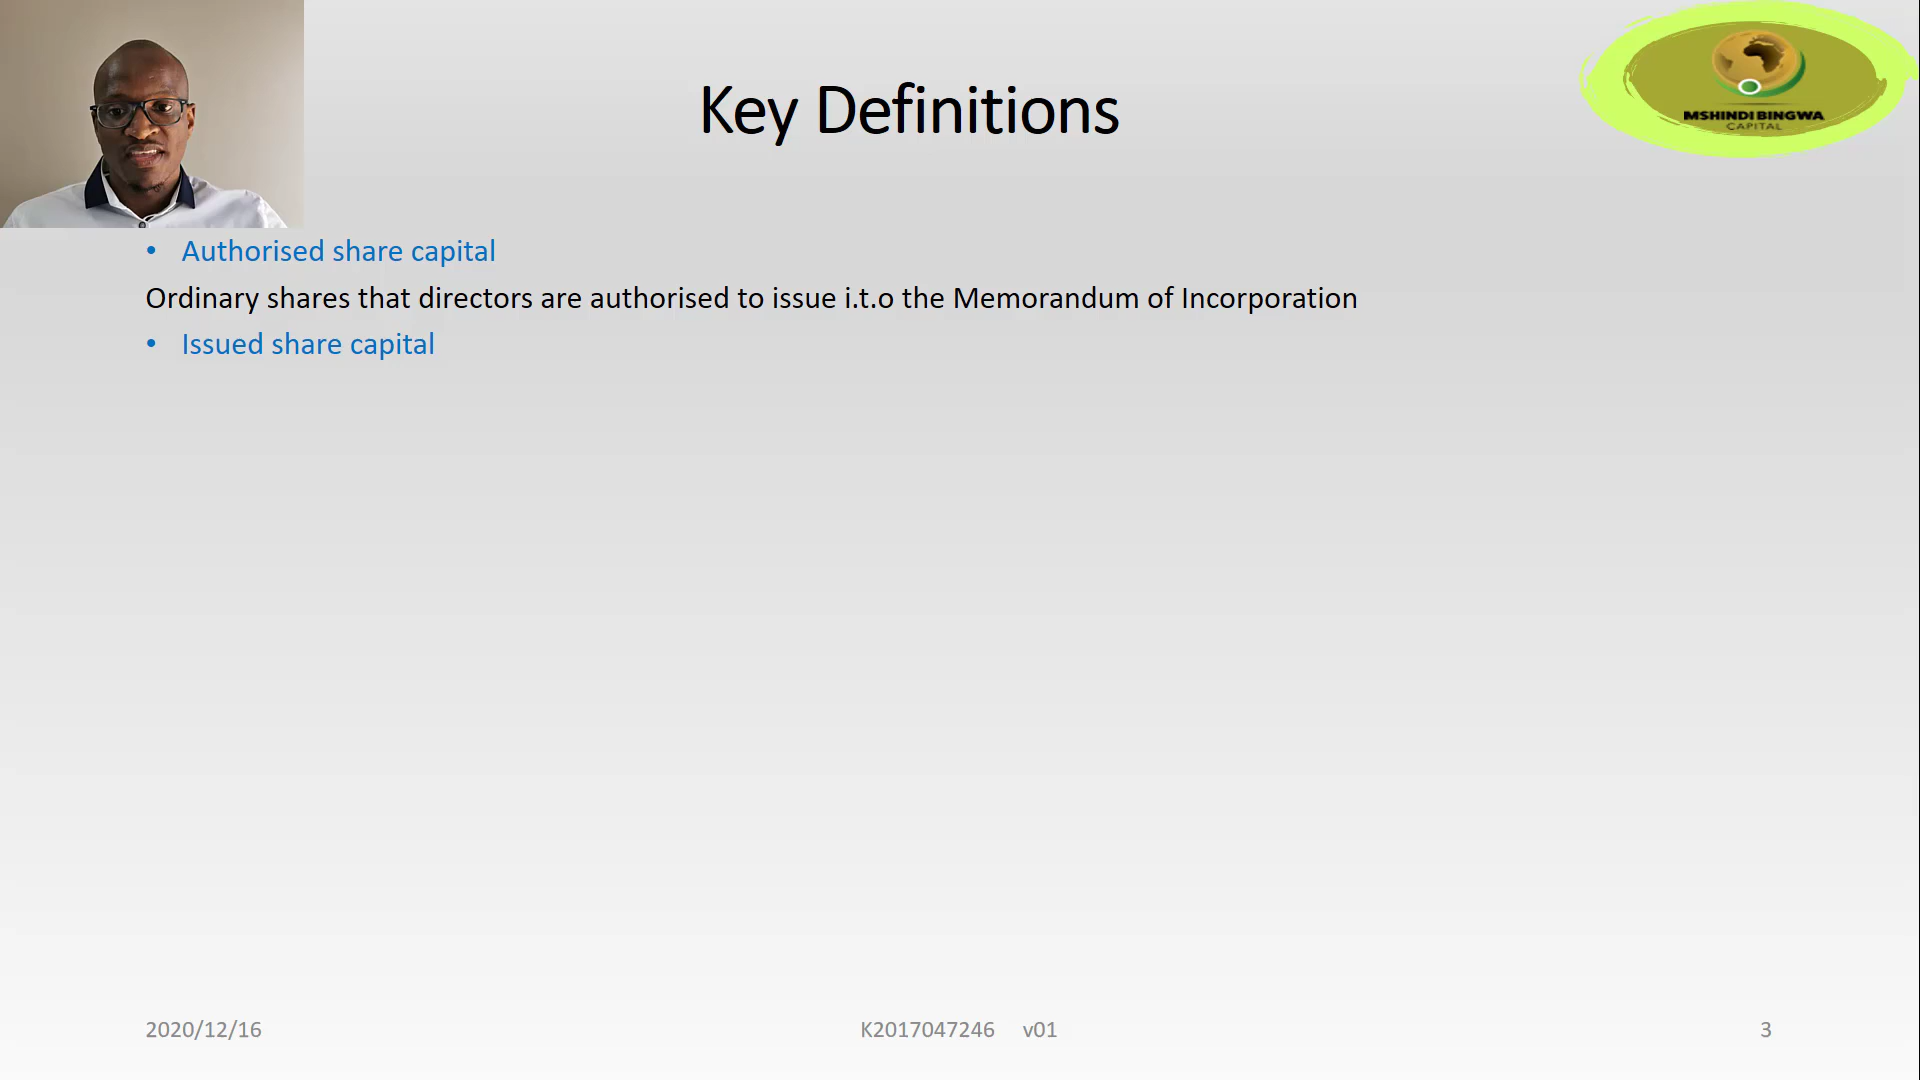 Key Definitions
MSHINDI BINGWA
CAPITAL
• Authorised share capital
Ordinary shares that directors are authorised to issue i.t.o the Memorandum of Incorporation
• Issued share capital
2020/12/16
K2017047246 v01
3